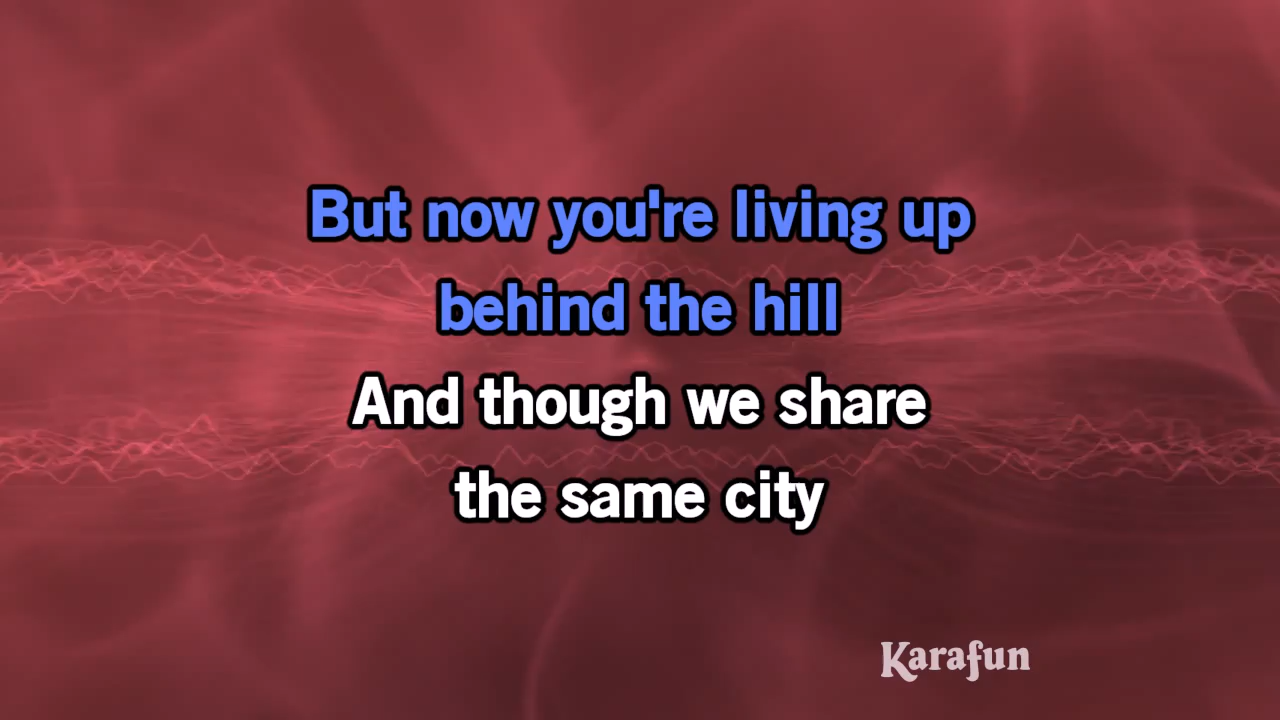 But now you're living up
behind the hill
And though we share
the same city
Karafun